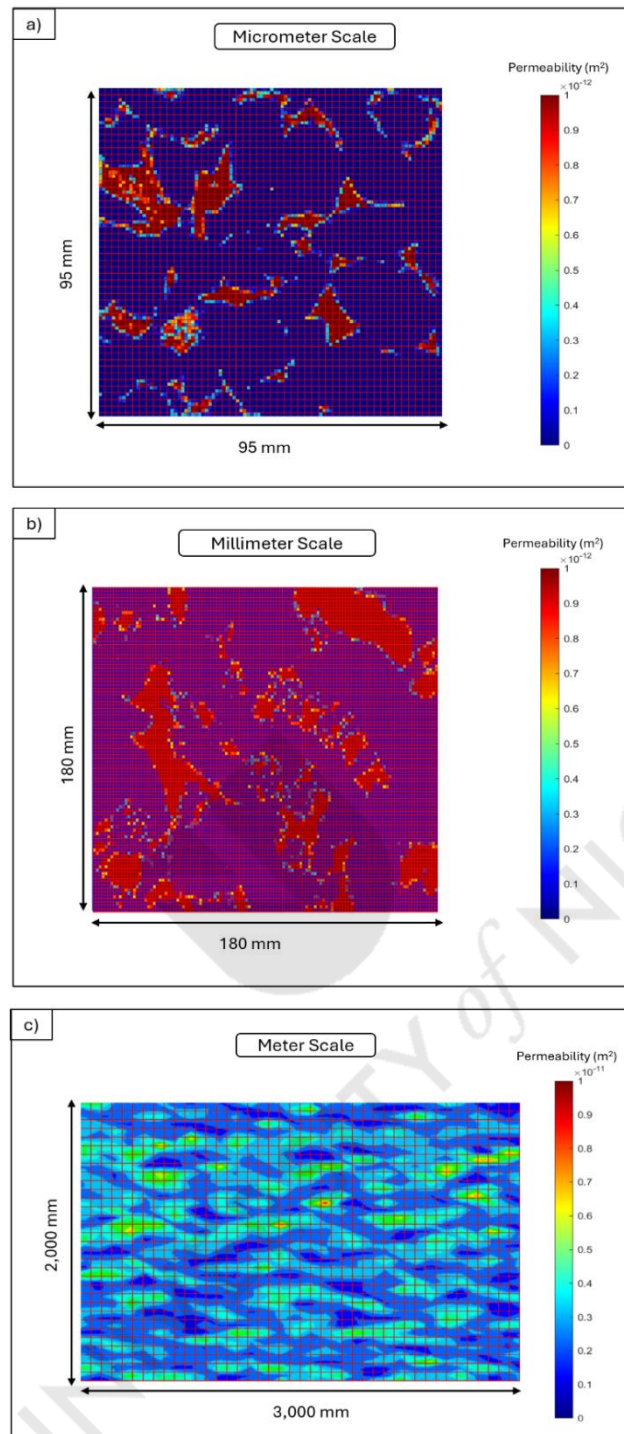 a)
Micrometer Scale
Permeability (m²)
×10⁻¹²
1
0.9
0.8
0.7
0.6
0.5
0.4
0.3
0.2
0.1
0
95 mm
95 mm
b)
Millimeter Scale
Permeability (m²)
×10⁻¹²
1
0.9
0.8
0.7
0.6
0.5
0.4
0.3
0.2
0.1
0
180 mm
180 mm
c)
Meter Scale
Permeability (m²)
×10⁻¹¹
1
0.9
0.8
0.7
0.6
0.5
0.4
0.3
0.2
0.1
0
2,000 mm
3,000 mm
of